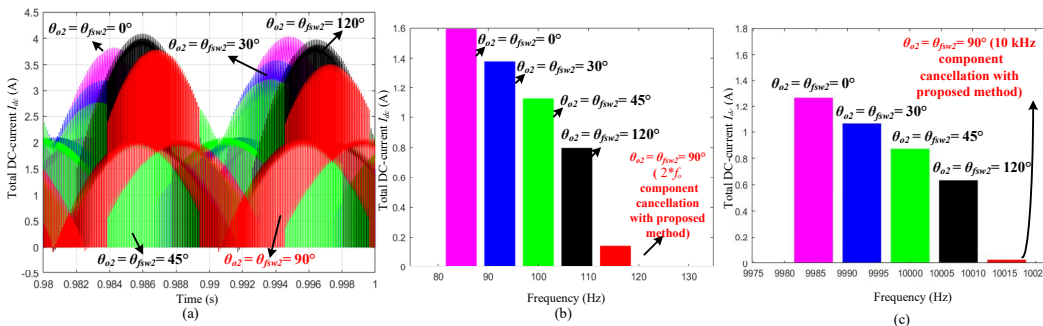 θo2 = θfsw2= 0°
θo2 = θfsw2= 30°
θo2 = θfsw2= 120°
Total DC-current Idc (A)
4.5
4
3.5
3
2.5
2
1.5
1
0.5
0
-0.5
0.98 0.982 0.984 0.986 0.988 0.99 0.992 0.994 0.996 0.998 1
θo2 = θfsw2= 45°
θo2 = θfsw2= 90°
Time (s)
(a)
Total DC-current Idc (A)
1.6
1.4
1.2
1
0.8
0.6
0.4
0.2
0
80 90 100 110 120 130
θo2 = θfsw2= 0°
θo2 = θfsw2= 30°
θo2 = θfsw2= 45°
θo2 = θfsw2= 120°
θo2 = θfsw2= 90°
( 2*fo
component
cancellation
with proposed
method)
Frequency (Hz)
(b)
Total DC-current Idc (A)
1.8
1.6
1.4
1.2
1.0
0.8
0.6
0.4
0.2
0
9975 9980 9985 9990 9995 10000 10005 10010 10015 1002
θo2 = θfsw2= 90° (10 kHz
component
cancellation with
proposed method)
θo2 = θfsw2= 0°
θo2 = θfsw2= 30°
θo2 = θfsw2= 45°
θo2 = θfsw2= 120°
Frequency (Hz)
(c)